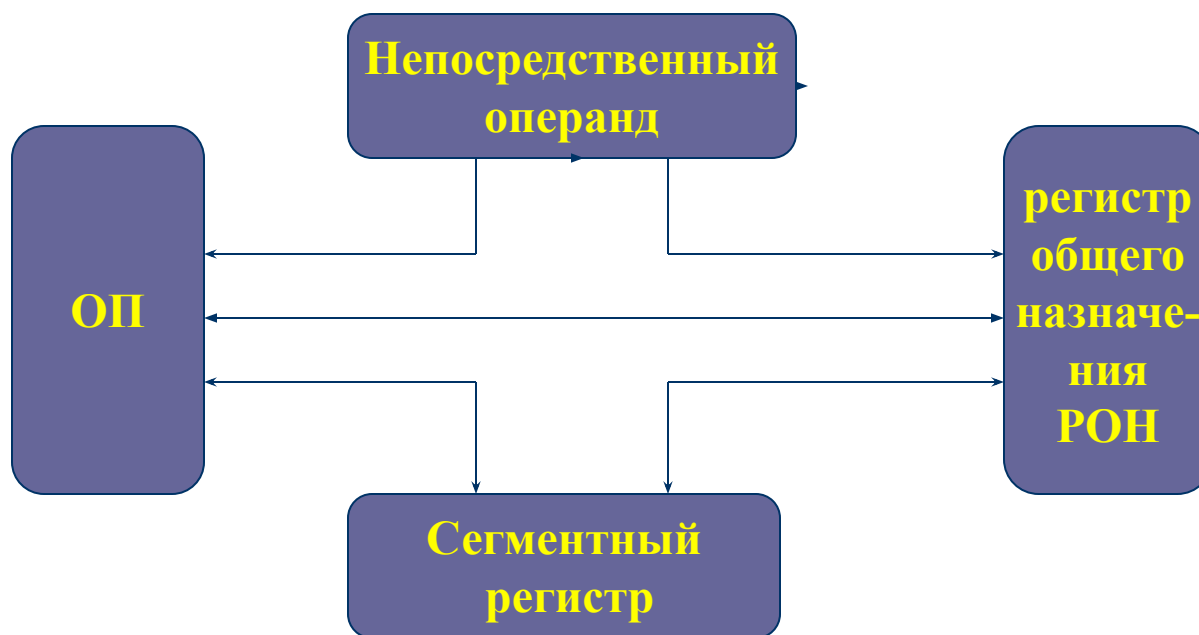 Непосредственный
операнд
ОП
регистр
общего
назначе-
ния
РОН
Сегментный
регистр